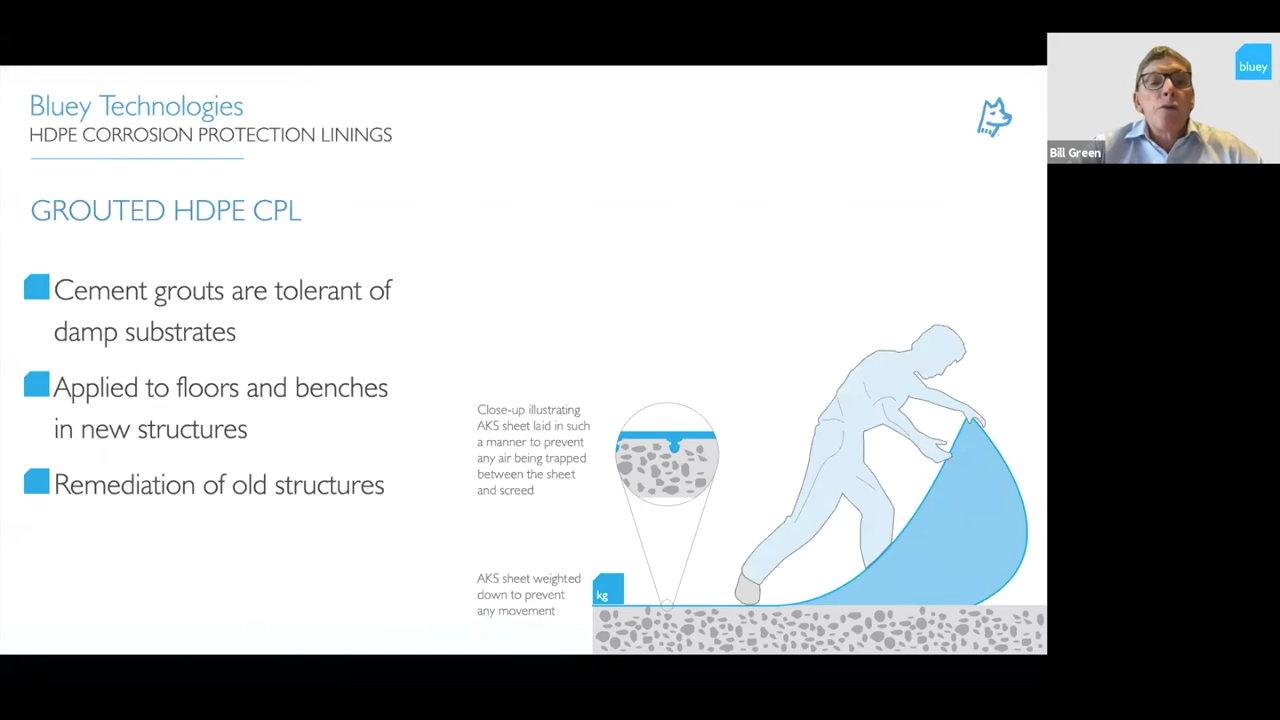 Bluey Technologies
HDPE CORROSION PROTECTION LININGS
GROUTED HDPE CPL
Cement grouts are tolerant of
damp substrates
Applied to floors and benches
in new structures
Remediation of old structures
Close-up illustrating
AKS sheet laid in such
a manner to prevent
any air being trapped
between the sheet
and screed
AKS sheet weighted
down to prevent
any movement
kg
bluey
Bill Green